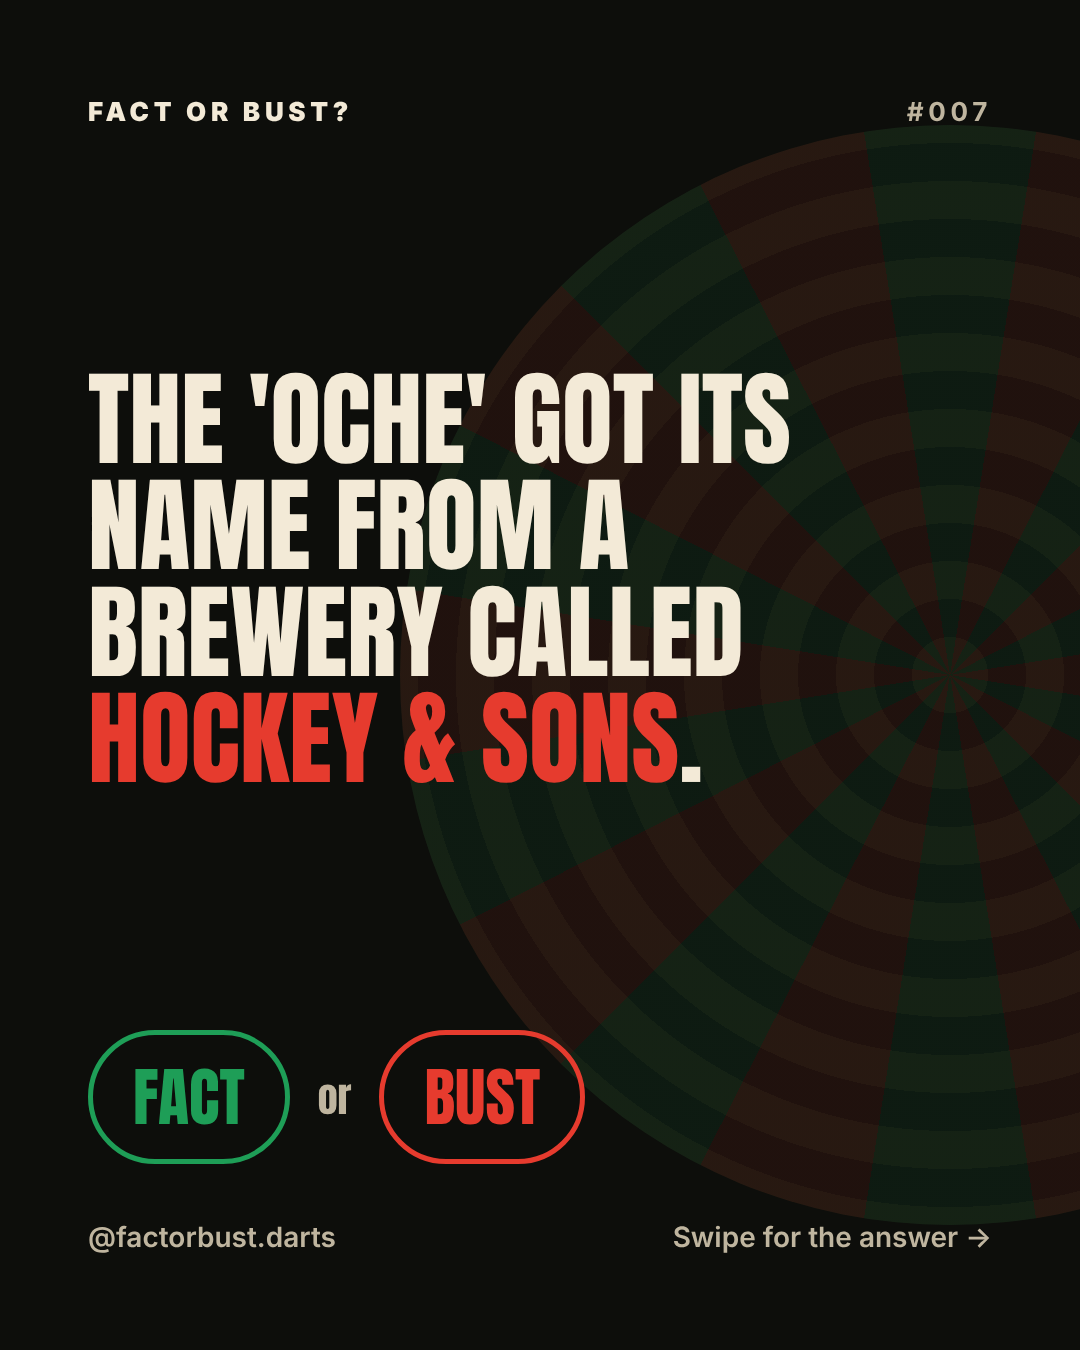 FACT OR BUST?
#007
THE 'OCHE' GOT ITS
NAME FROM A
BREWERY CALLED
HOCKEY & SONS.
FACT or BUST
@factorbust.darts
Swipe for the answer →